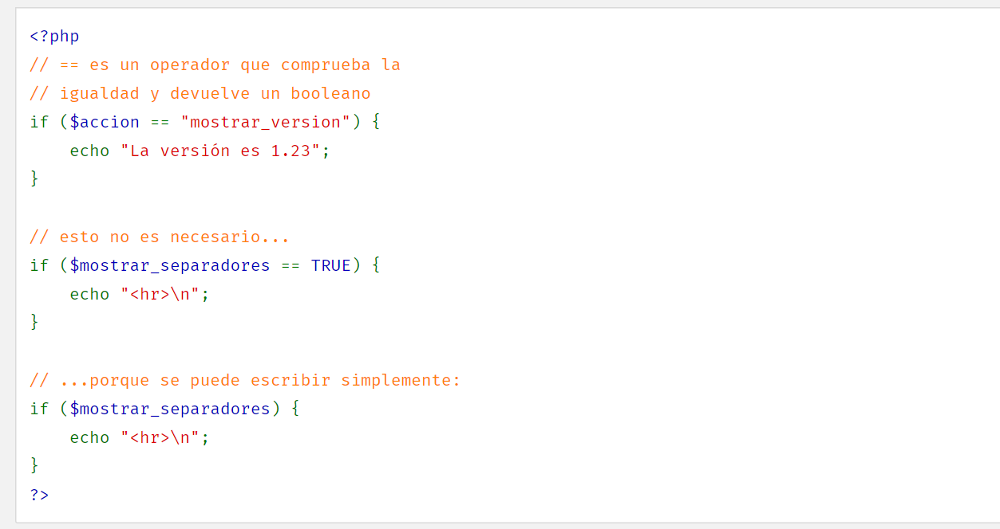 <?php
// == es un operador que comprueba la
// igualdad y devuelve un booleano
if ($accion == "mostrar_version") {
    echo "La versión es 1.23";
}
// esto no es necesario...
if ($mostrar_separadores == TRUE) {
    echo "<hr>\n";
}
// ...porque se puede escribir simplemente:
if ($mostrar_separadores) {
    echo "<hr>\n";
}
?>